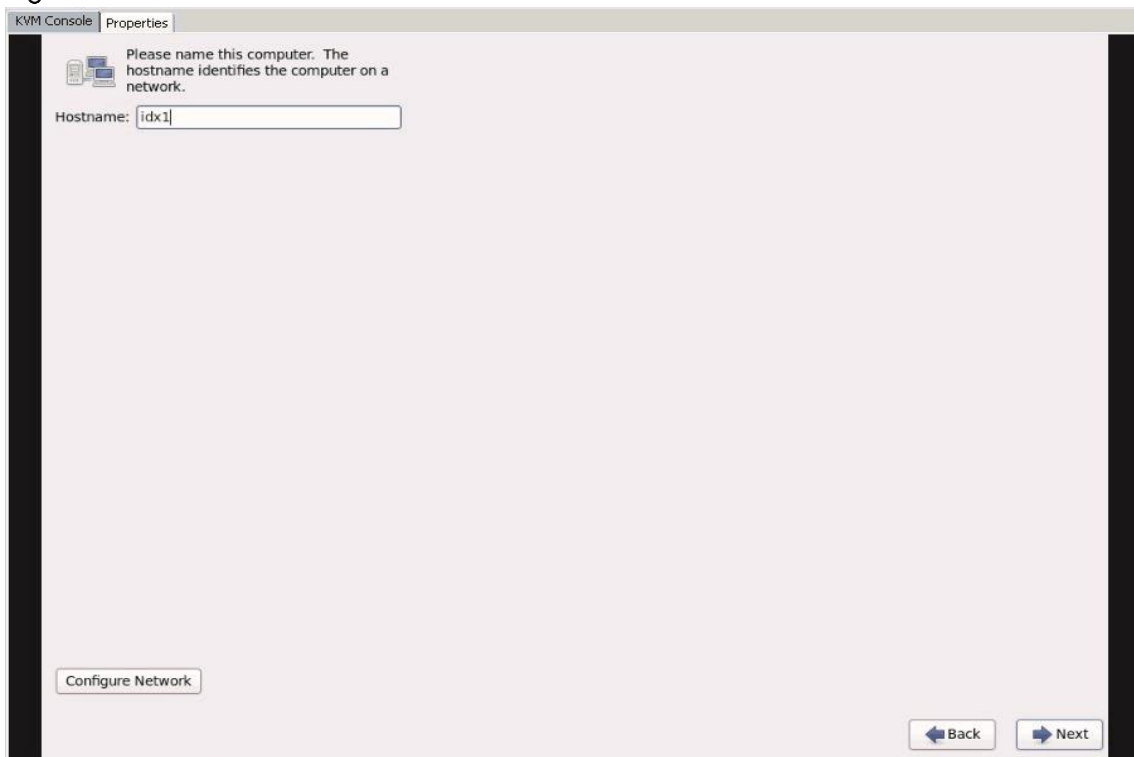 KVM Console Properties
Please name this computer. The
hostname identifies the computer on a
network.
Hostname: idx1
Configure Network
Back Next